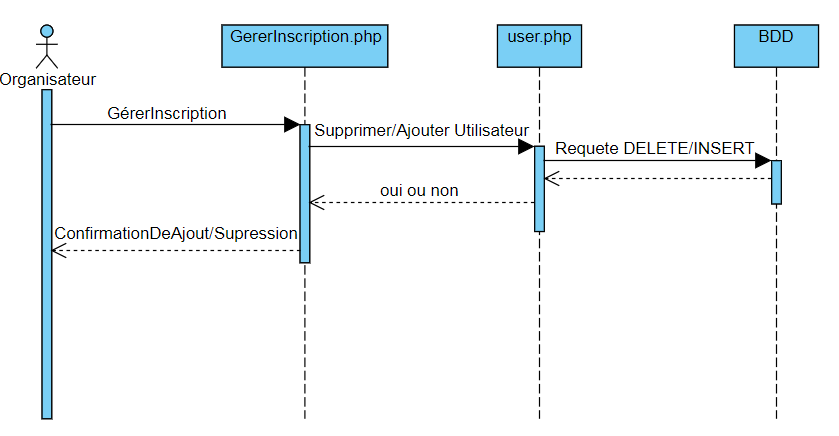 GererInscription.php
user.php
BDD
Organisateur
GérerInscription
Supprimer/Ajouter Utilisateur
Requete DELETE/INSERT
oui ou non
ConfirmationDeAjout/Supression